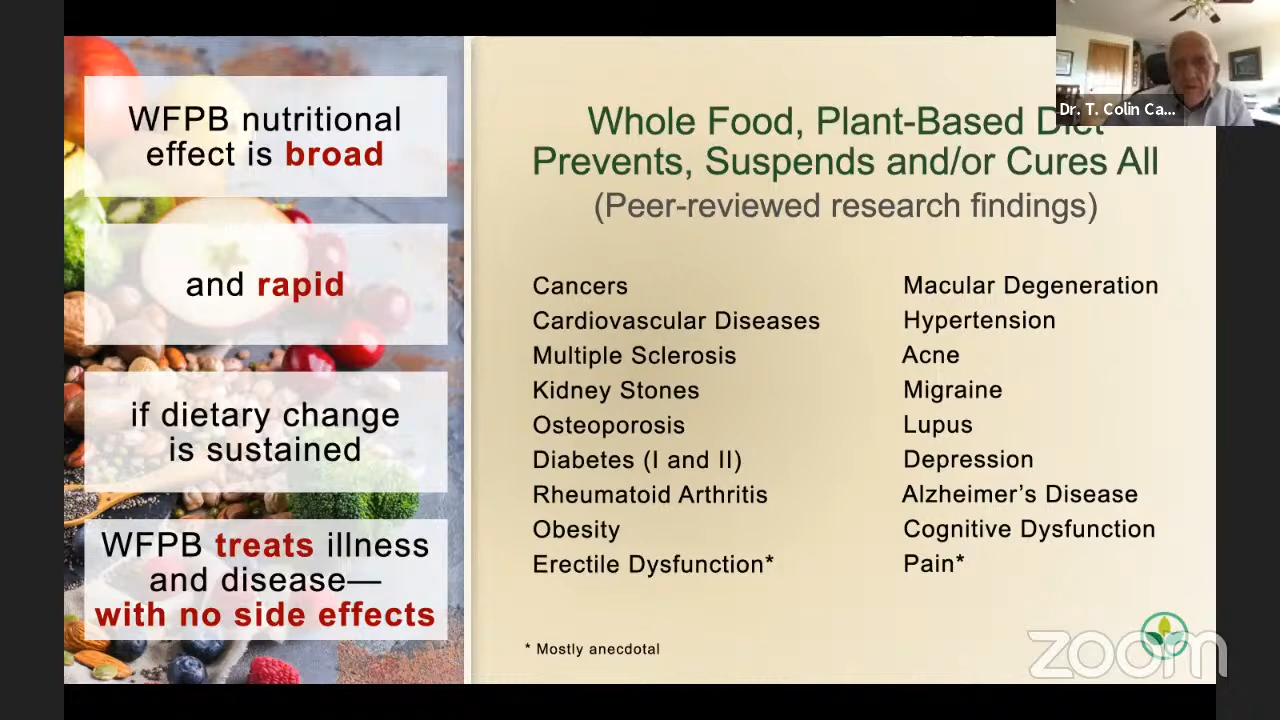 WFPB nutritional
effect is broad
and rapid
if dietary change
is sustained
WFPB treats illness
and disease—
with no side effects
Dr. T. Colin Ca...
Whole Food, Plant-Based Diet
Prevents, Suspends and/or Cures All
(Peer-reviewed research findings)
Cancers
Cardiovascular Diseases
Multiple Sclerosis
Kidney Stones
Osteoporosis
Diabetes (I and II)
Rheumatoid Arthritis
Obesity
Erectile Dysfunction*
Macular Degeneration
Hypertension
Acne
Migraine
Lupus
Depression
Alzheimer’s Disease
Cognitive Dysfunction
Pain*
* Mostly anecdotal
zoom